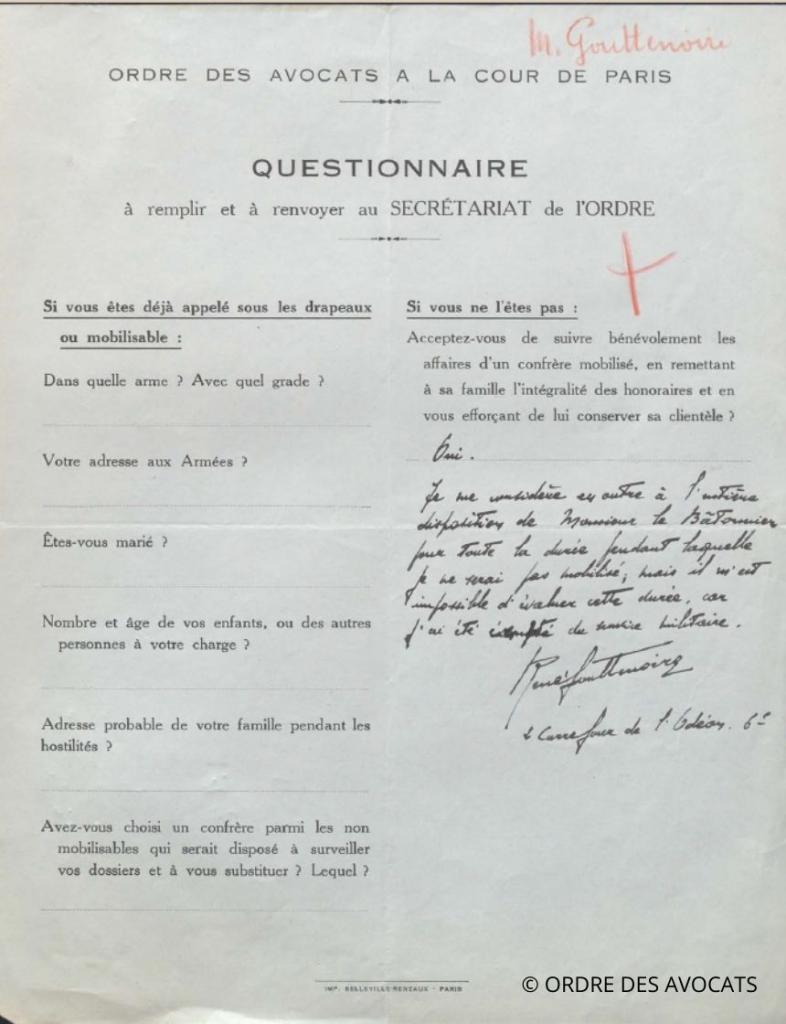 M. Gouttenoire
ORDRE DES AVOCATS A LA COUR DE PARIS
QUESTIONNAIRE
à remplir et à renvoyer au SECRÉTARIAT de l'ORDRE
Si vous êtes déjà appelé sous les drapeaux
ou mobilisable :
Dans quelle arme ? Avec quel grade ?
Votre adresse aux Armées ?
Êtes-vous marié ?
Nombre et âge de vos enfants, ou des autres
personnes à votre charge ?
Adresse probable de votre famille pendant les
hostilités ?
Avez-vous choisi un confrère parmi les non
mobilisables qui serait disposé à surveiller
vos dossiers et à vous substituer ? Lequel ?
Si vous ne l'êtes pas :
Acceptez-vous de suivre bénévolement les
affaires d'un confrère mobilisé, en remettant
à sa famille l'intégralité des honoraires et en
vous efforçant de lui conserver sa clientèle ?
Oui.
Je me considère en outre à l'entière
disposition de Monsieur le Bâtonnier
pour toute la durée pendant laquelle
je ne serai pas mobilisé; mais il m'est
impossible d'évaluer cette durée, car
j'ai été exempté du service militaire.
René Gouttenoire
2 Carrefour de l'Odéon. 6e
IMP. BELLEVILLE-RENEAUX - PARIS
© ORDRE DES AVOCATS